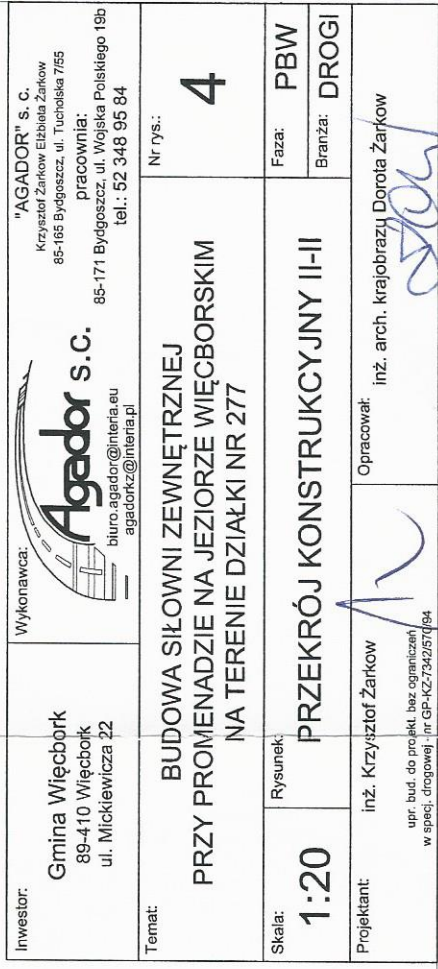 Inwestor:
Gmina Więcbork
89-410 Więcbork
ul. Mickiewicza 22
Wykonawca:
Agador s.c.
biuro.agador@interia.eu
agadorkz@interia.pl
"AGADOR" s. c.
Krzysztof Żarkow Elżbieta Żarkow
85-165 Bydgoszcz, ul. Tucholska 7/55
pracownia:
85-171 Bydgoszcz, ul. Wojska Polskiego 19b
tel.: 52 348 95 84
Temat:
BUDOWA SIŁOWNI ZEWNĘTRZNEJ
PRZY PROMENADZIE NA JEZIORZE WIĘCBORSKIM
NA TERENIE DZIAŁKI NR 277
Nr rys.:
4
Skala:
1:20
Rysunek:
PRZEKRÓJ KONSTRUKCYJNY II-II
Faza: PBW
Branża: DROGI
Projektant:
inż. Krzysztof Żarkow
upr. bud. do projekt. bez ograniczeń
w specj. drogowej - nr GP-KZ-7342/570/94
Opracował:
inż. arch. krajobrazu Dorota Żarkow